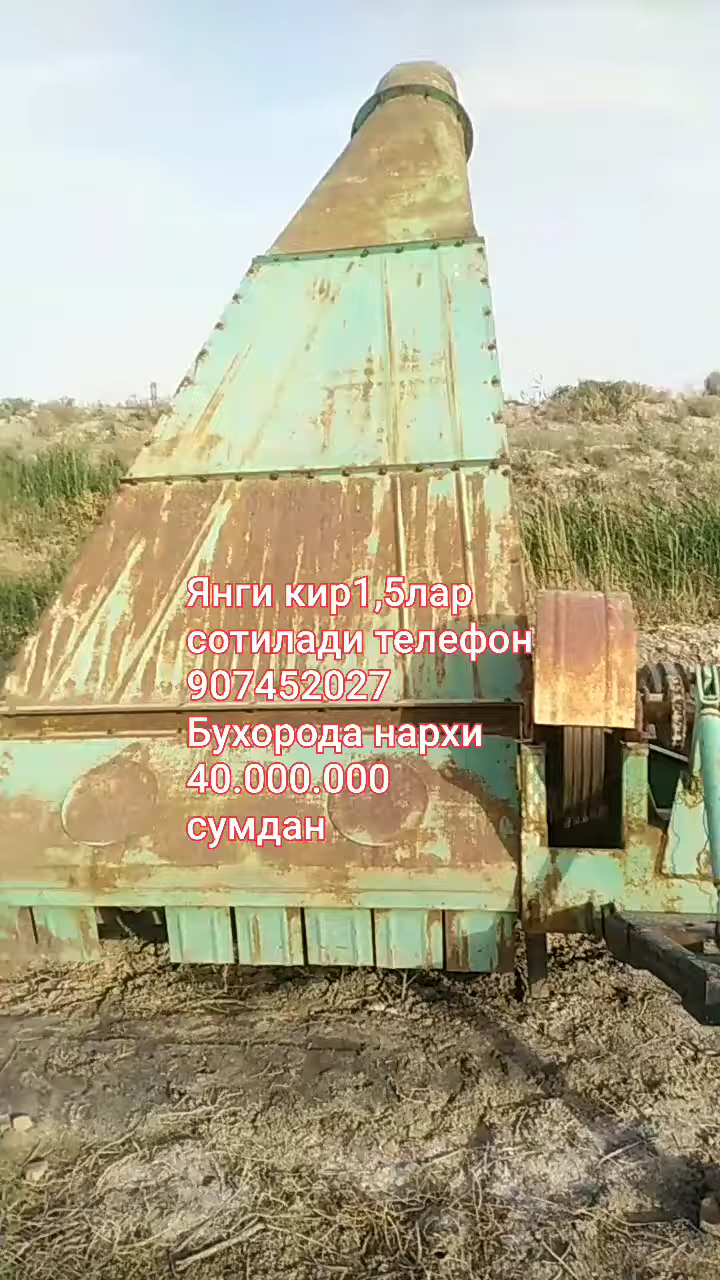 Янги кир1,5лар
сотилади телефон
907452027
Бухорода нархи
40.000.000
сумдан